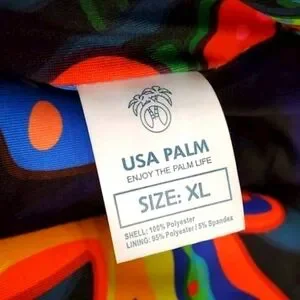 USA PALM
ENJOY THE PALM LIFE
SIZE: XL
SHELL: 100% Polyester
LINING: 95% Polyester / 5% Spandex